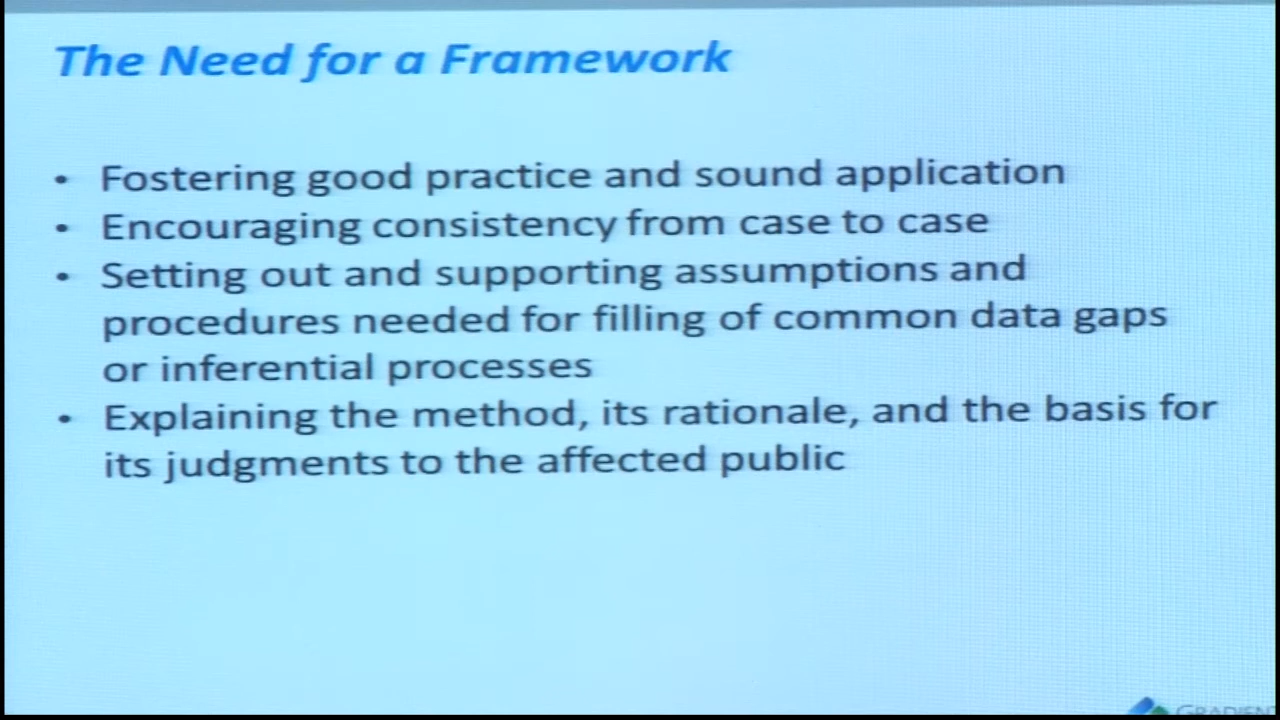 The Need for a Framework
• Fostering good practice and sound application
• Encouraging consistency from case to case
• Setting out and supporting assumptions and
procedures needed for filling of common data gaps
or inferential processes
• Explaining the method, its rationale, and the basis for
its judgments to the affected public